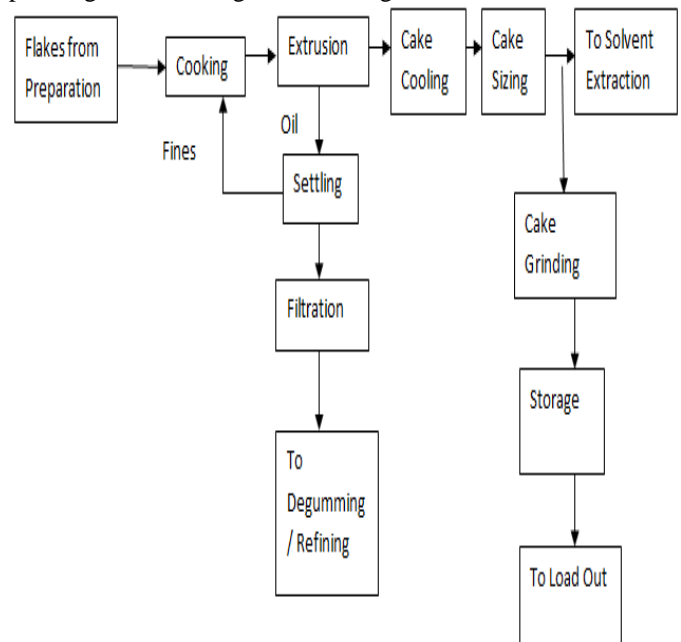 Flakes from
Preparation
Cooking
Extrusion
Cake
Cooling
Cake
Sizing
To Solvent
Extraction
Oil
Fines
Settling
Cake
Grinding
Filtration
Storage
To
Degumming
/ Refining
To Load Out